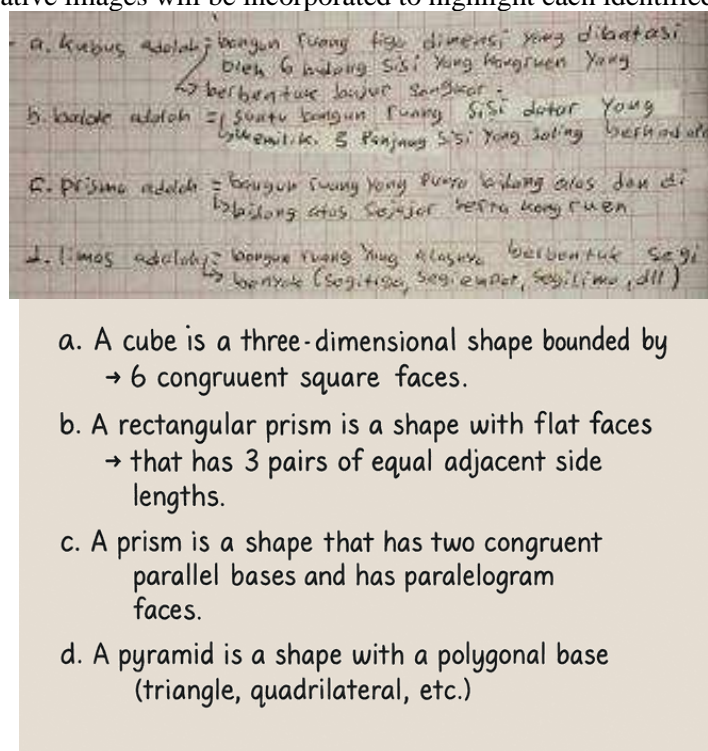 ative images will be incorporated to highlight each identified
a. kubus adalah = bangun ruang tiga dimensi yang dibatasi
oleh 6 bidang sisi yang kongruen yang
berbentuk bujur sangkar.
b. balok adalah = suatu bangun ruang sisi datar yang
memiliki 3 Panjang sisi yang saling berhadap
c. prisma adalah = bangun ruang yang Punya bidang alas dan di
bidang atas sejajar serta kongruen
d. limas adalah = bangun ruang yang alasnya berbentuk segi
banyak (segitiga, segiempat, segilima, dll)
a. A cube is a three-dimensional shape bounded by
→ 6 congruuent square faces.
b. A rectangular prism is a shape with flat faces
→ that has 3 pairs of equal adjacent side
lengths.
c. A prism is a shape that has two congruent
parallel bases and has paralelogram
faces.
d. A pyramid is a shape with a polygonal base
(triangle, quadrilateral, etc.)